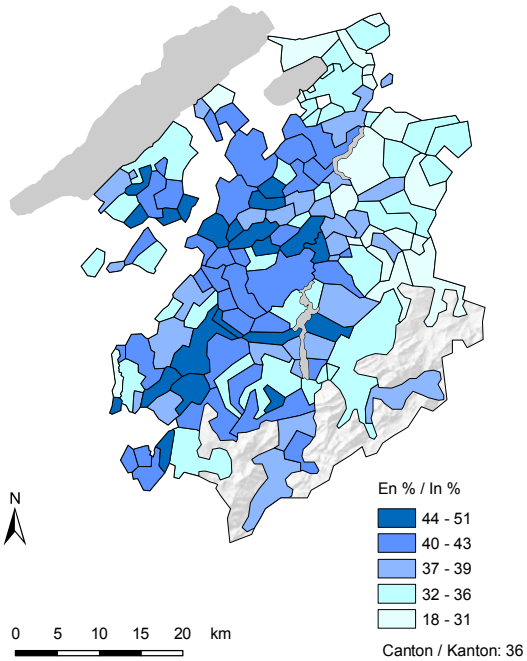 N
En % / In %
44 - 51
40 - 43
37 - 39
32 - 36
18 - 31
0 5 10 15 20 km
Canton / Kanton: 36